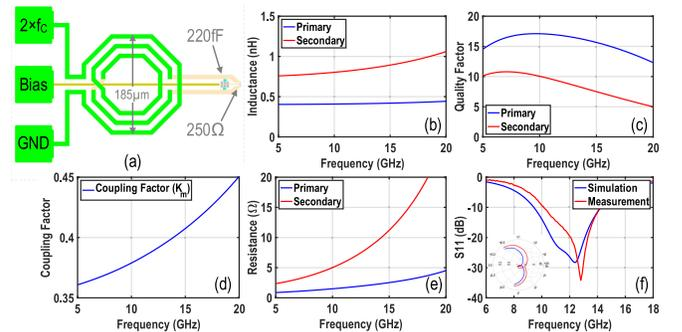 2×fC
Bias
GND
220fF
185µm
250Ω
(a)
Inductance (nH)
1.5
1
0.5
0
Primary
Secondary
(b)
5 10 15 20
Frequency (GHz)
Quality Factor
20
15
10
5
0
Primary
Secondary
(c)
5 10 15 20
Frequency (GHz)
Coupling Factor
0.45
0.4
0.35
Coupling Factor (Km)
(d)
5 10 15 20
Frequency (GHz)
Resistance (Ω)
20
15
10
5
0
Primary
Secondary
(e)
5 10 15 20
Frequency (GHz)
S11 (dB)
0
-10
-20
-30
-40
Simulation
Measurement
(f)
6 8 10 12 14 16 18
Frequency (GHz)